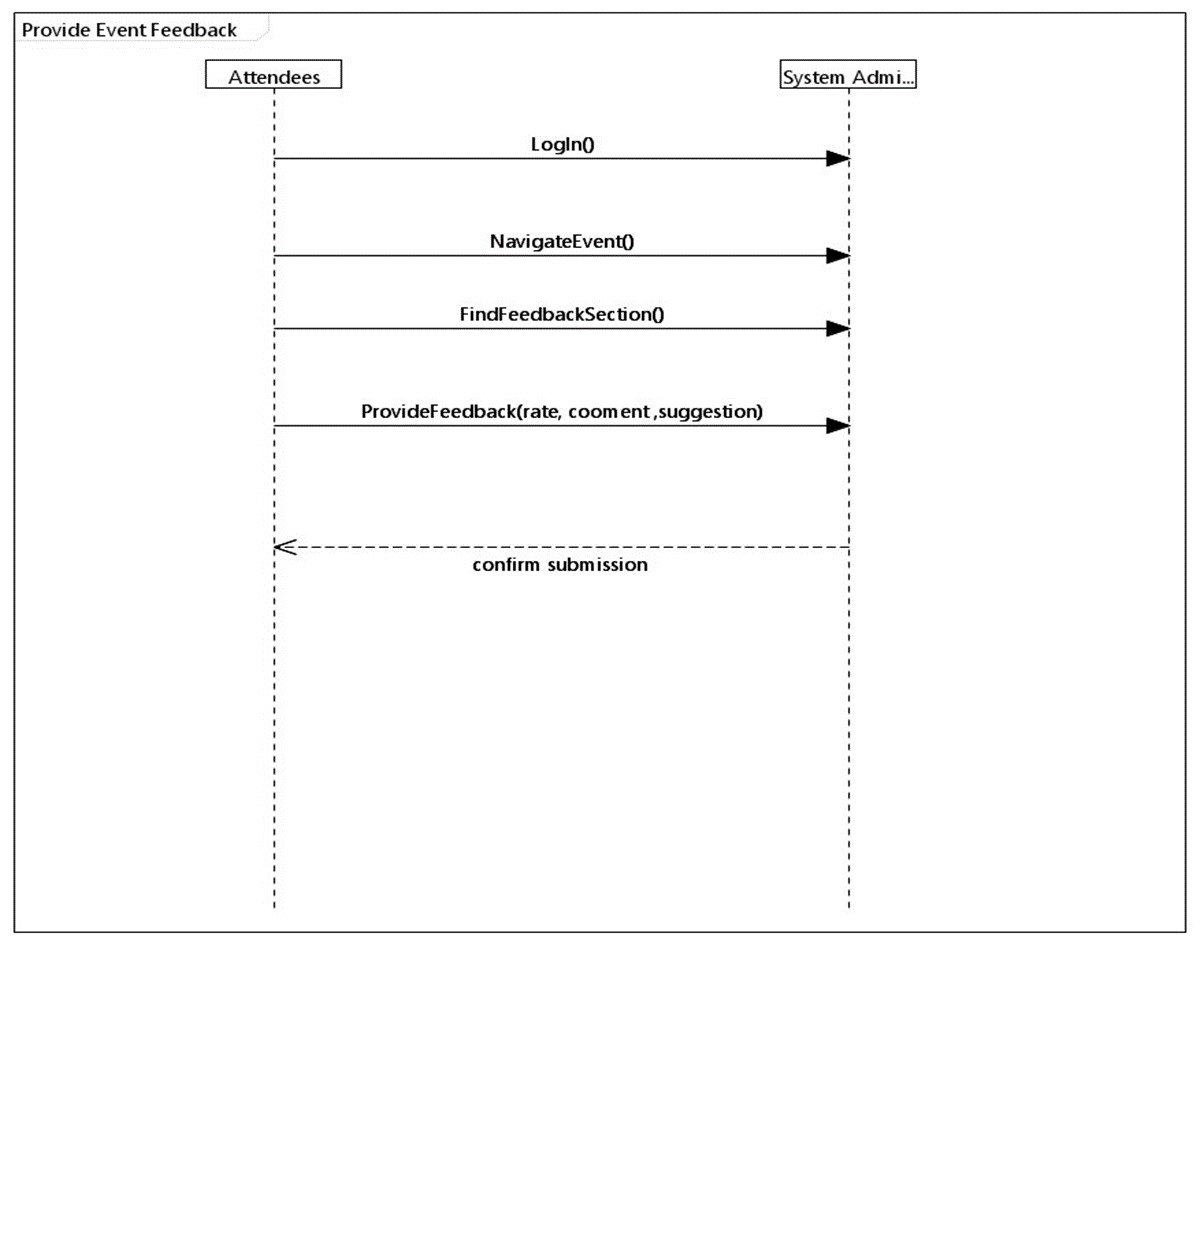 Provide Event Feedback
Attendees
System Admi...
LogIn()
NavigateEvent()
FindFeedbackSection()
ProvideFeedback(rate, cooment ,suggestion)
confirm submission